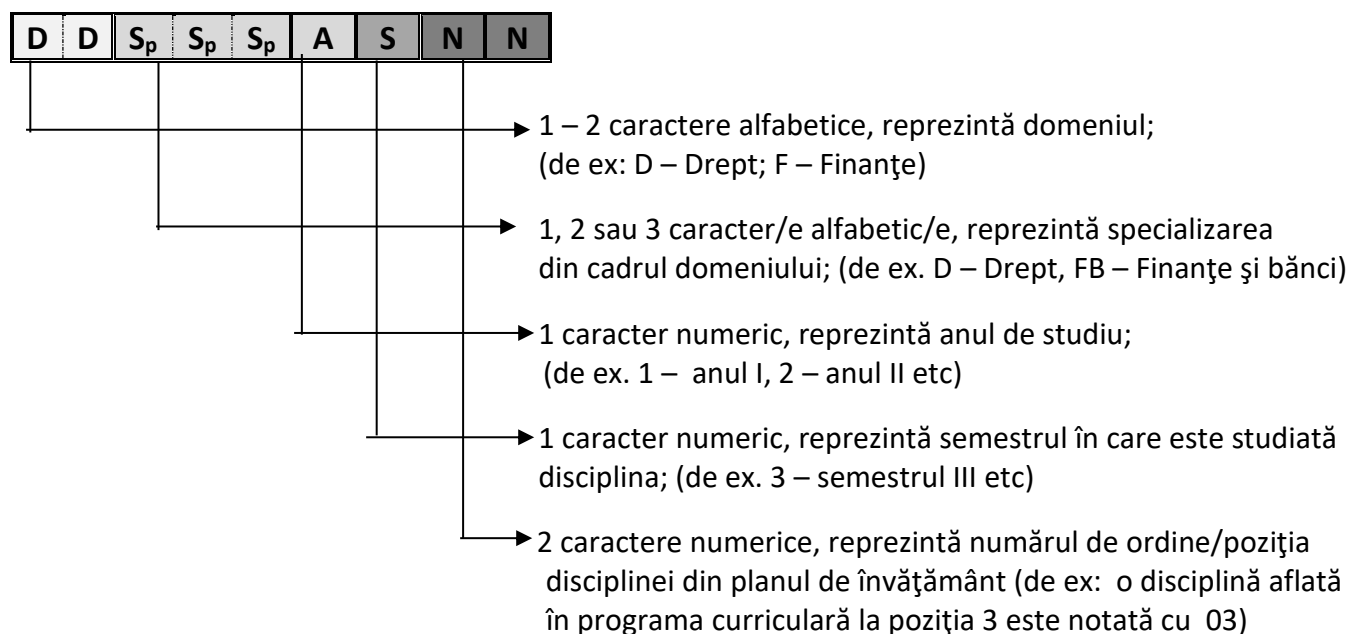 D D Sp Sp Sp A S N N
1 – 2 caractere alfabetice, reprezintă domeniul;
(de ex: D – Drept; F – Finanţe)
1, 2 sau 3 caracter/e alfabetic/e, reprezintă specializarea
din cadrul domeniului; (de ex. D – Drept, FB – Finanţe şi bănci)
1 caracter numeric, reprezintă anul de studiu;
(de ex. 1 – anul I, 2 – anul II etc)
1 caracter numeric, reprezintă semestrul în care este studiată
disciplina; (de ex. 3 – semestrul III etc)
2 caractere numerice, reprezintă numărul de ordine/poziţia
disciplinei din planul de învăţământ (de ex: o disciplină aflată
în programa curriculară la poziţia 3 este notată cu 03)